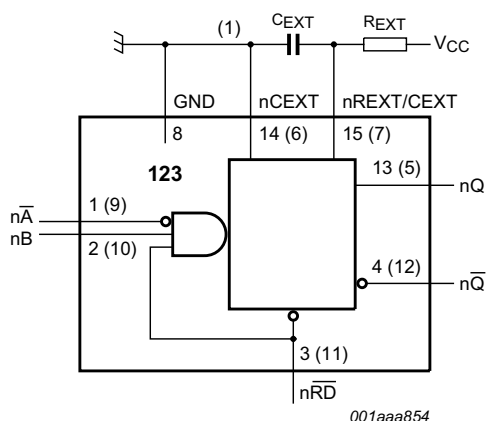 (1) CEXT REXT VCC
GND nCEXT nREXT/CEXT
8 14 (6) 15 (7)
123
13 (5) nQ
nA̅ 1 (9)
nB 2 (10)
4 (12) nQ̅
3 (11)
nR̅D̅
001aaa854